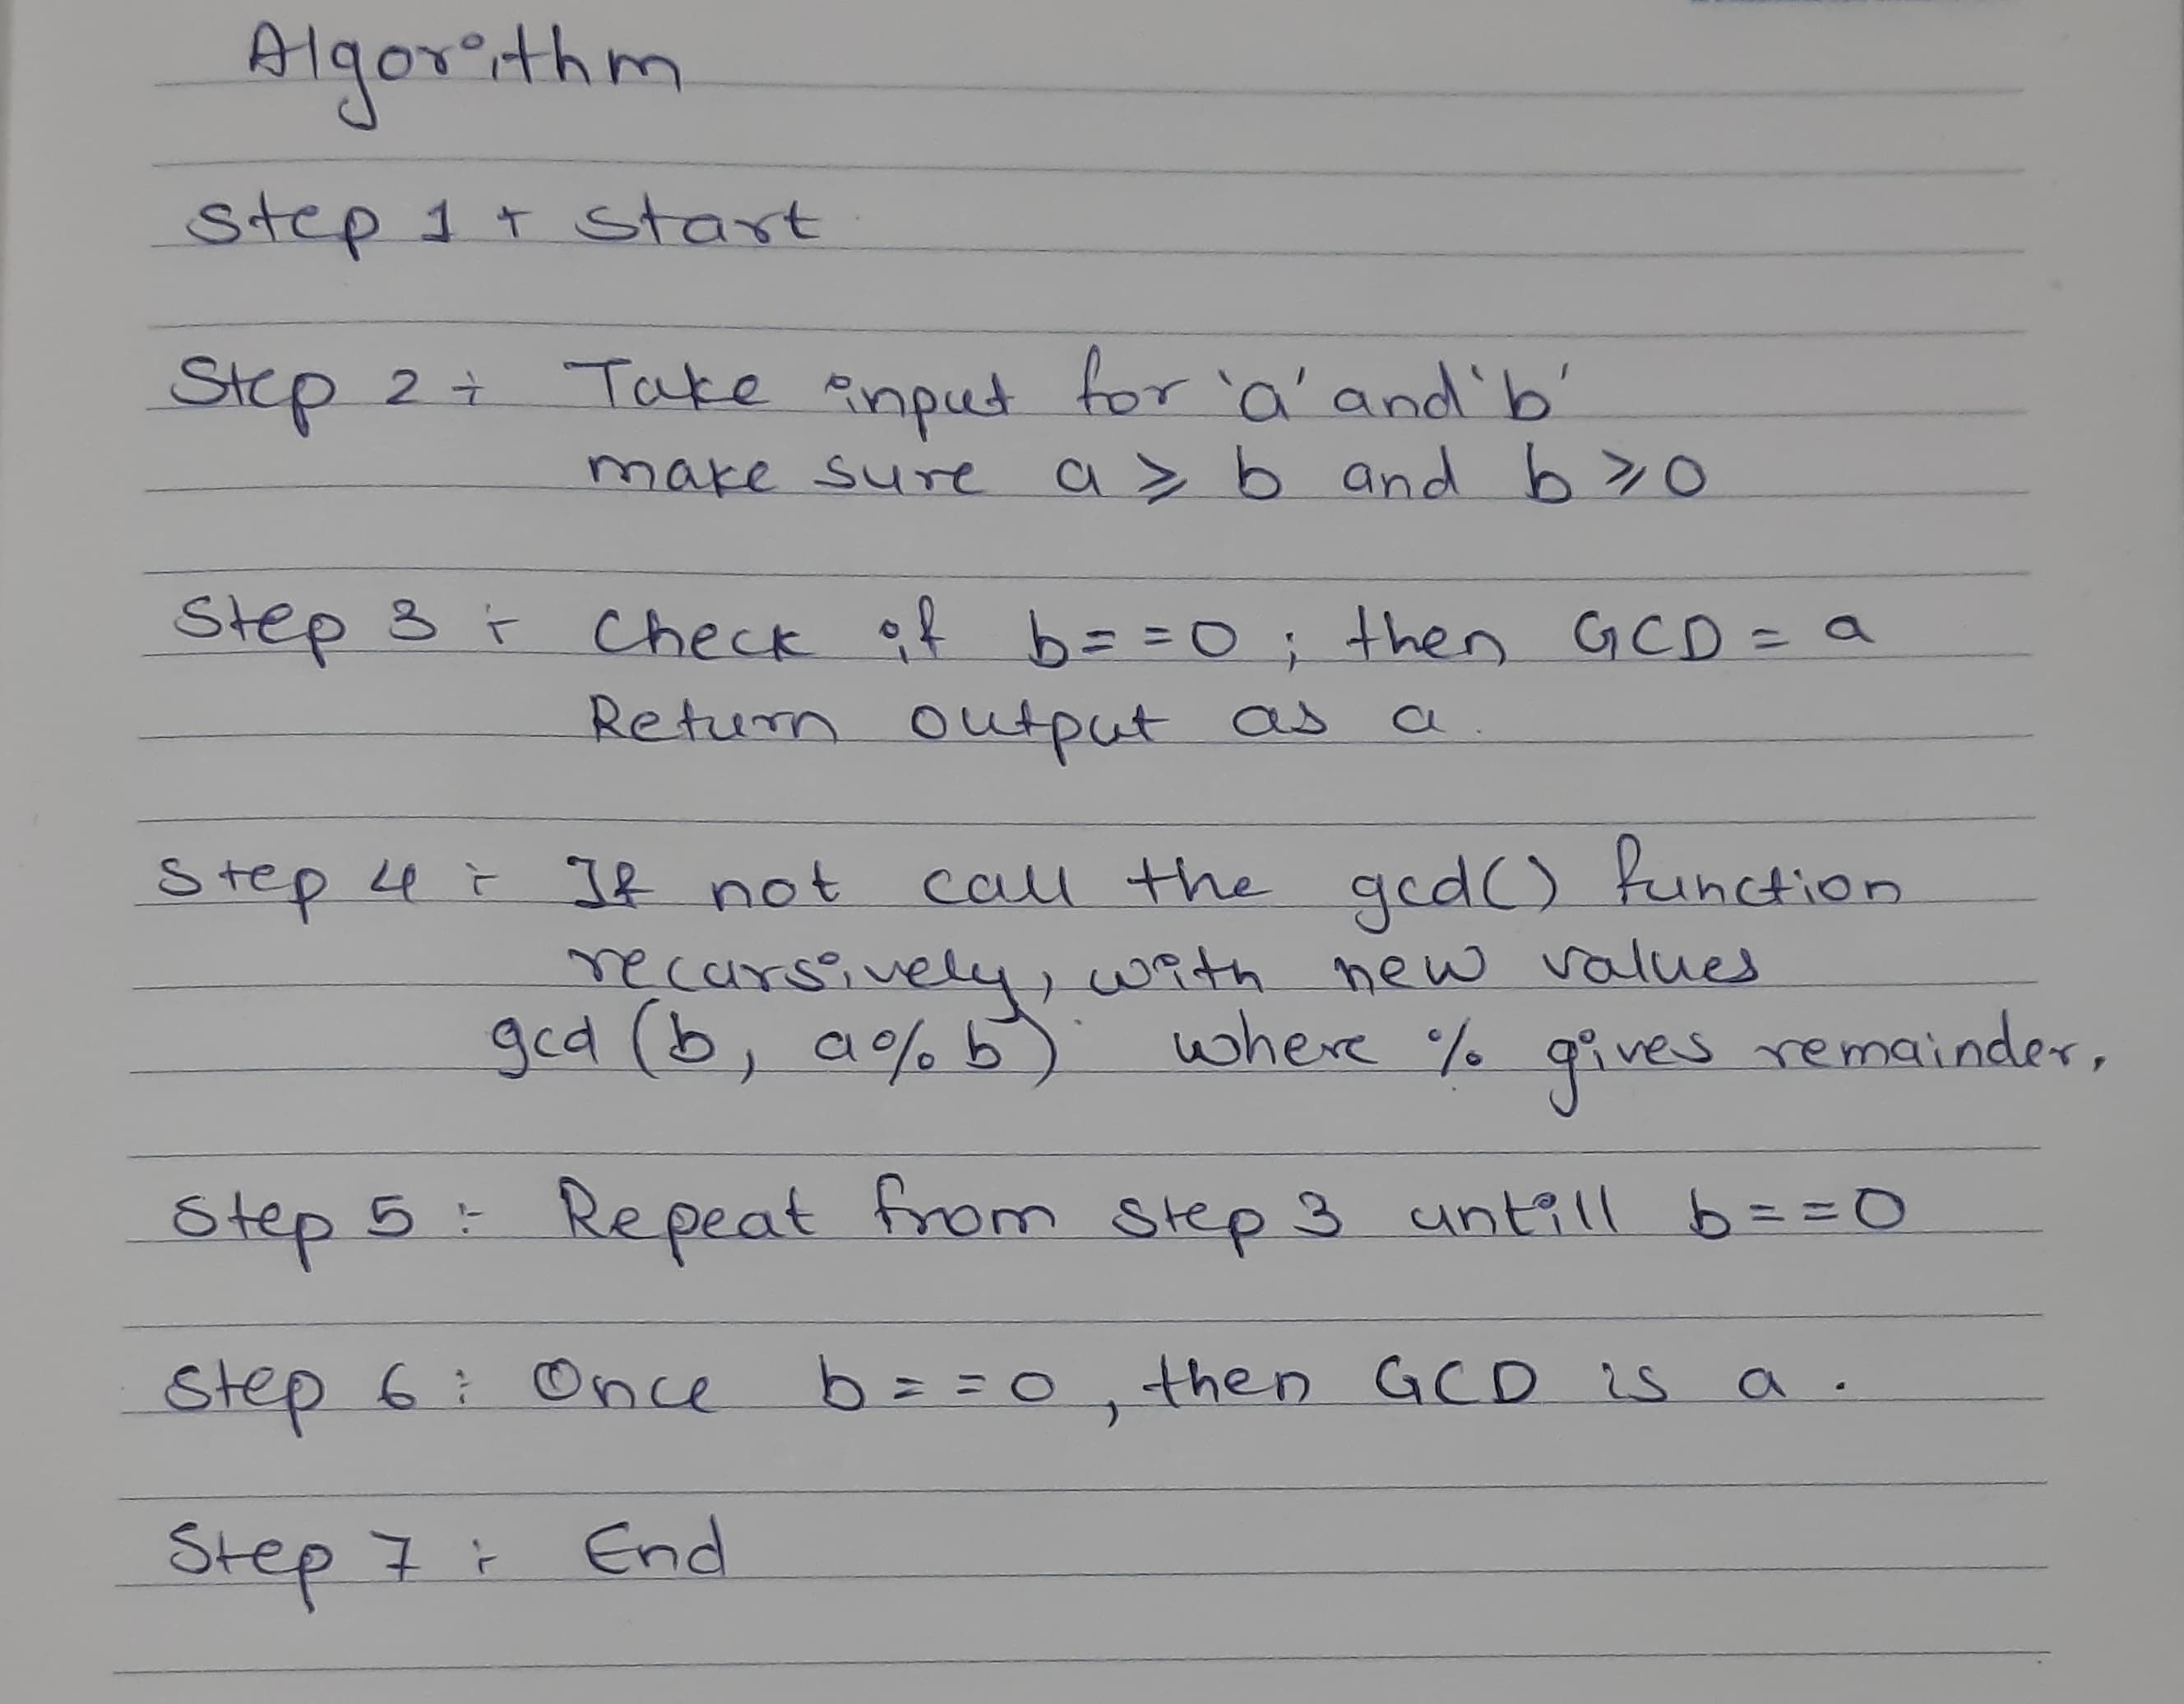 Algorithm
Step 1 :- Start
Step 2 :- Take input for 'a' and 'b'
make sure a ⩾ b and b ⩾ 0
Step 3 :- Check if b==0 ; then GCD = a
Return output as a.
Step 4 :- If not call the gcd() function
recursively, with new values
gcd (b, a%b) where % gives remainder.
Step 5 :- Repeat from step 3 untill b==0
Step 6 : Once b==0, then GCD is a.
Step 7 :- End